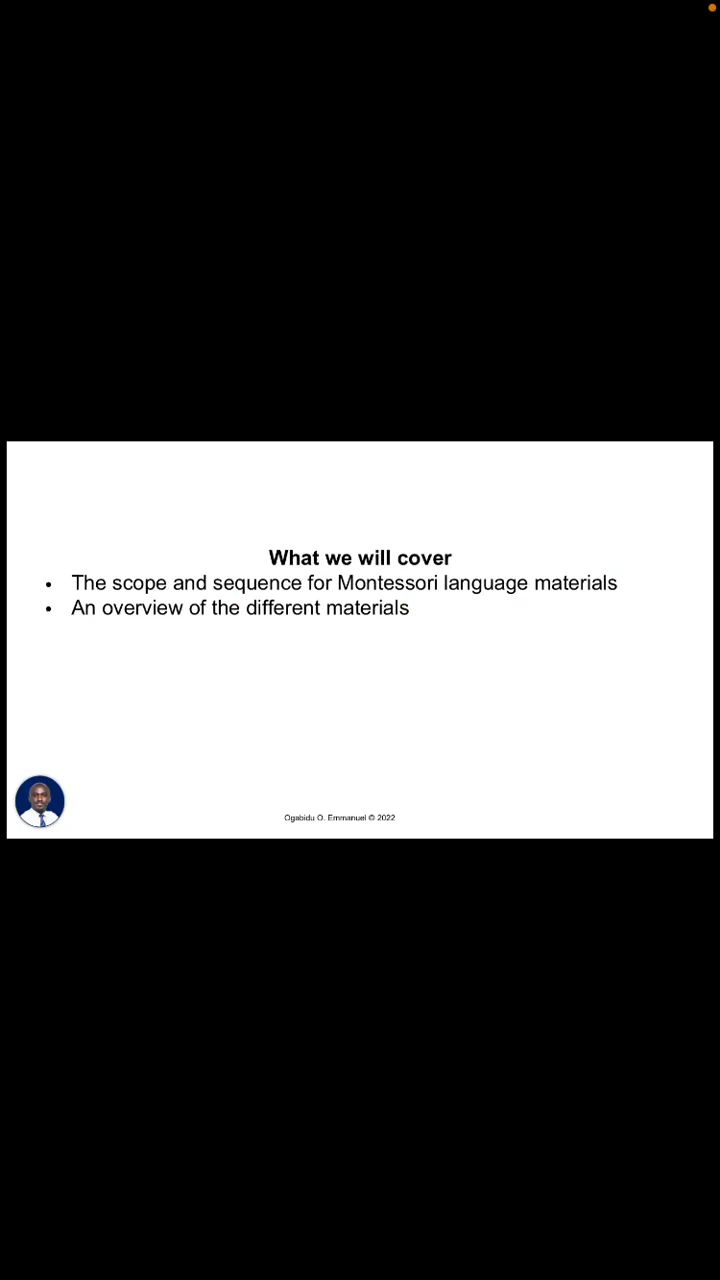 What we will cover
• The scope and sequence for Montessori language materials
• An overview of the different materials
Ogabidu O. Emmanuel © 2022